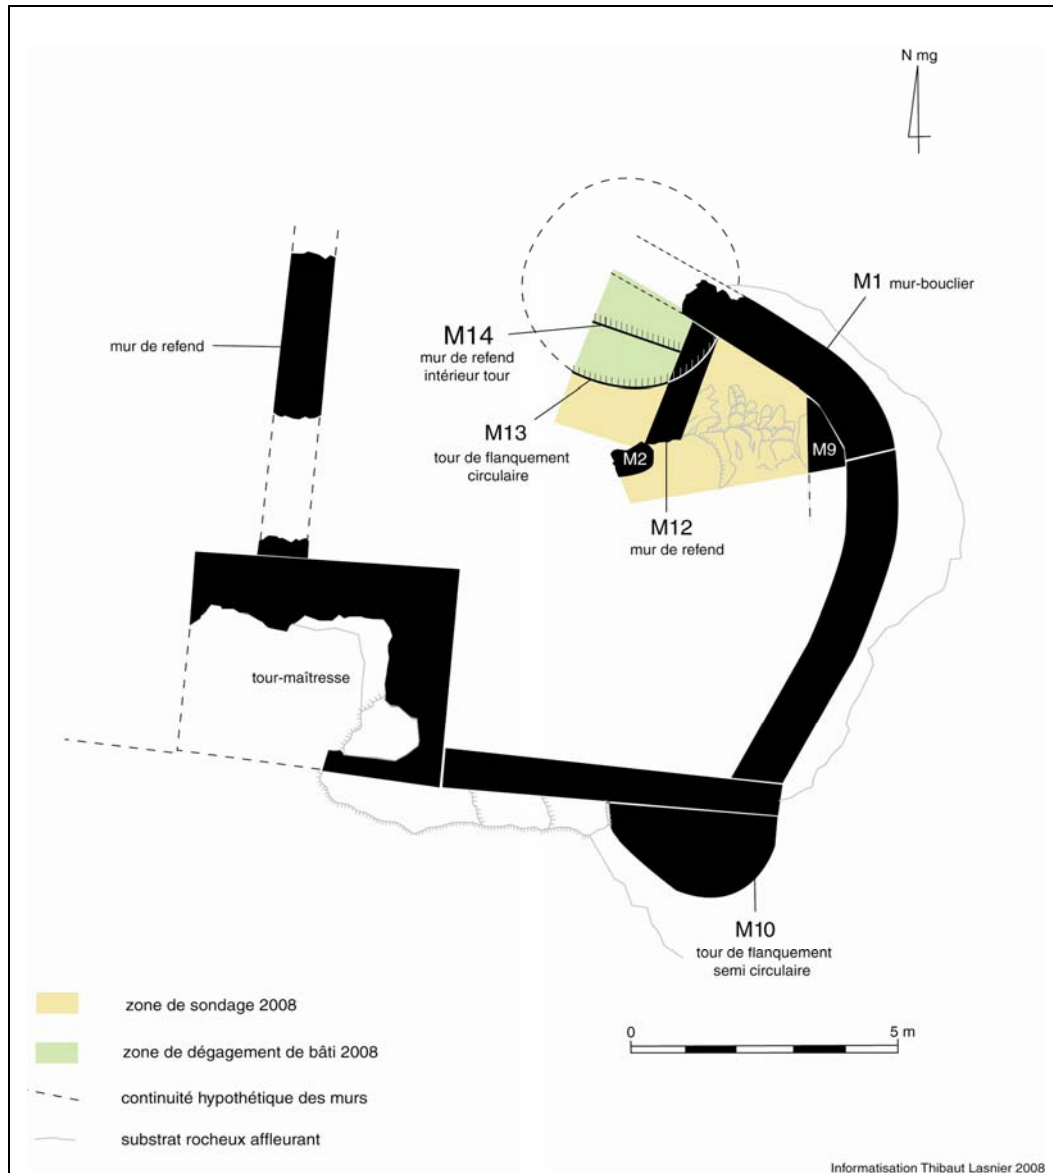 N mg
M1 mur-bouclier
mur de refend
M14
mur de refend
intérieur tour
M13
tour de flanquement
circulaire
M2
M9
M12
mur de refend
tour-maîtresse
M10
tour de flanquement
semi circulaire
zone de sondage 2008
0 5 m
zone de dégagement de bâti 2008
continuité hypothétique des murs
substrat rocheux affleurant
Informatisation Thibaut Lasnier 2008